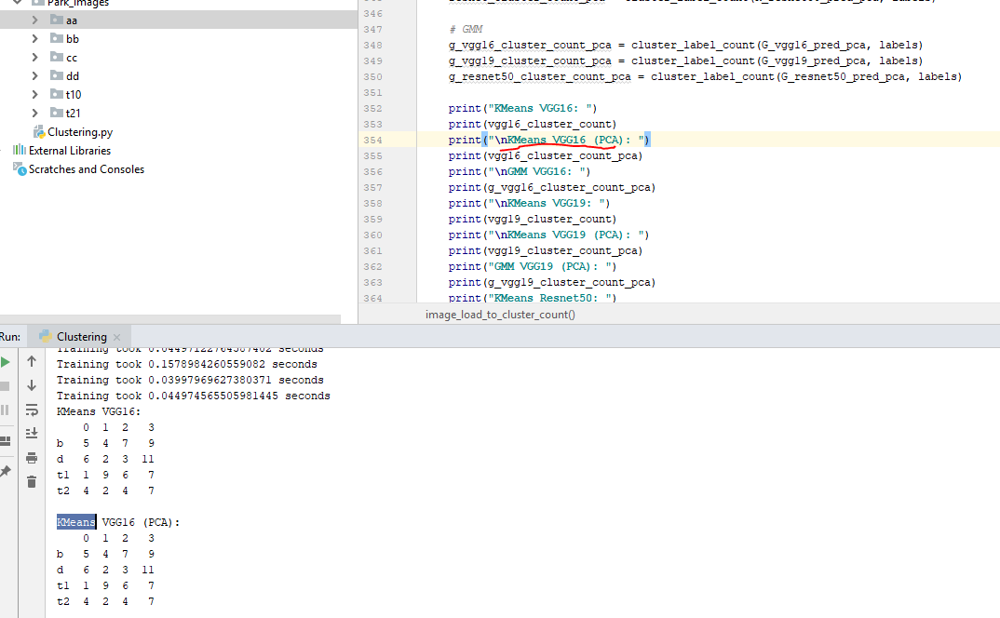 Park_Images
aa
bb
cc
dd
t10
t21
Clustering.py
External Libraries
Scratches and Consoles
346
347 # GMM
348 g_vgg16_cluster_count_pca = cluster_label_count(G_vgg16_pred_pca, labels)
349 g_vgg19_cluster_count_pca = cluster_label_count(G_vgg19_pred_pca, labels)
350 g_resnet50_cluster_count_pca = cluster_label_count(G_resnet50_pred_pca, labels)
351
352 print("KMeans VGG16: ")
353 print(vgg16_cluster_count)
354 print("\nKMeans VGG16 (PCA): ")
355 print(vgg16_cluster_count_pca)
356 print("\nGMM VGG16: ")
357 print(g_vgg16_cluster_count_pca)
358 print("\nKMeans VGG19: ")
359 print(vgg19_cluster_count)
360 print("\nKMeans VGG19 (PCA): ")
361 print(vgg19_cluster_count_pca)
362 print("GMM VGG19 (PCA): ")
363 print(g_vgg19_cluster_count_pca)
364 print("KMeans Resnet50: ")
image_load_to_cluster_count()
Run: Clustering
Training took 0.04497122764587402 seconds
Training took 0.1578984260559082 seconds
Training took 0.03997969627380371 seconds
Training took 0.044974565505981445 seconds
KMeans VGG16:
0 1 2 3
b 5 4 7 9
d 6 2 3 11
t1 1 9 6 7
t2 4 2 4 7
KMeans VGG16 (PCA):
0 1 2 3
b 5 4 7 9
d 6 2 3 11
t1 1 9 6 7
t2 4 2 4 7